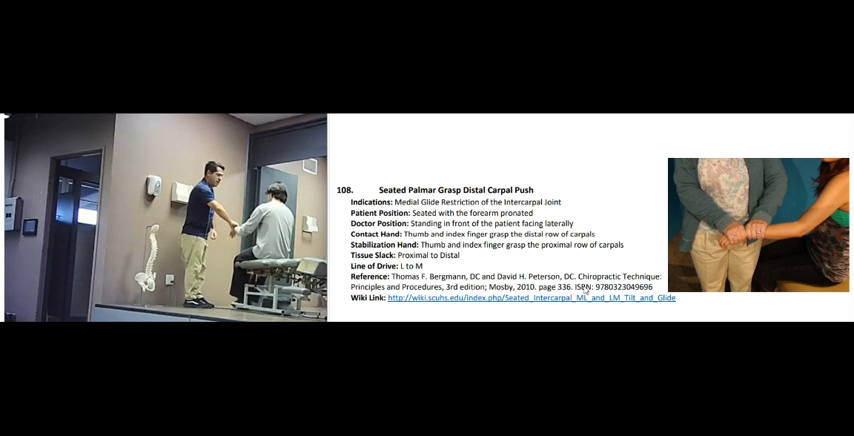 108. Seated Palmar Grasp Distal Carpal Push
Indications: Medial Glide Restriction of the Intercarpal Joint
Patient Position: Seated with the forearm pronated
Doctor Position: Standing in front of the patient facing laterally
Contact Hand: Thumb and index finger grasp the distal row of carpals
Stabilization Hand: Thumb and index finger grasp the proximal row of carpals
Tissue Slack: Proximal to Distal
Line of Drive: L to M
Reference: Thomas F. Bergmann, DC and David H. Peterson, DC. Chiropractic Technique:
Principles and Procedures, 3rd edition; Mosby, 2010. page 336. ISPN: 9780323049696
Wiki Link: http://wiki.scuhs.edu/index.php/Seated_Intercarpal_ML_and_LM_Tilt_and_Glide